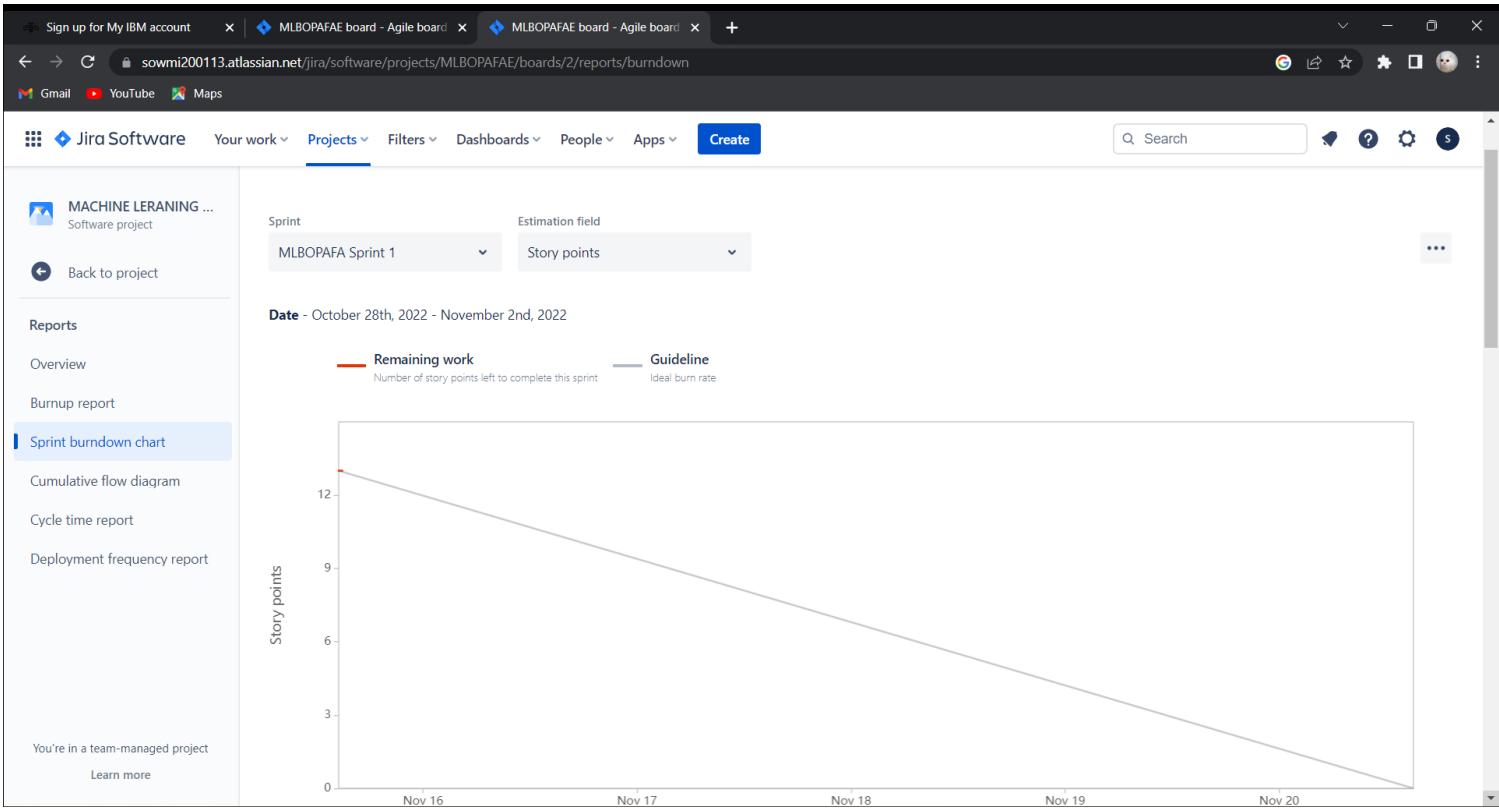 Sign up for My IBM account
MLBOPAFAE board - Agile board
MLBOPAFAE board - Agile board
sowmi200113.atlassian.net/jira/software/projects/MLBOPAFAE/boards/2/reports/burndown
Gmail YouTube Maps
Jira Software Your work Projects Filters Dashboards People Apps Create Search S
MACHINE LERANING ...
Software project
Back to project
Reports
Overview
Burnup report
Sprint burndown chart
Cumulative flow diagram
Cycle time report
Deployment frequency report
You're in a team-managed project
Learn more
Sprint
MLBOPAFA Sprint 1
Estimation field
Story points
Date - October 28th, 2022 - November 2nd, 2022
Remaining work
Number of story points left to complete this sprint
Guideline
Ideal burn rate
Story points
12
9
6
3
0
Nov 16 Nov 17 Nov 18 Nov 19 Nov 20